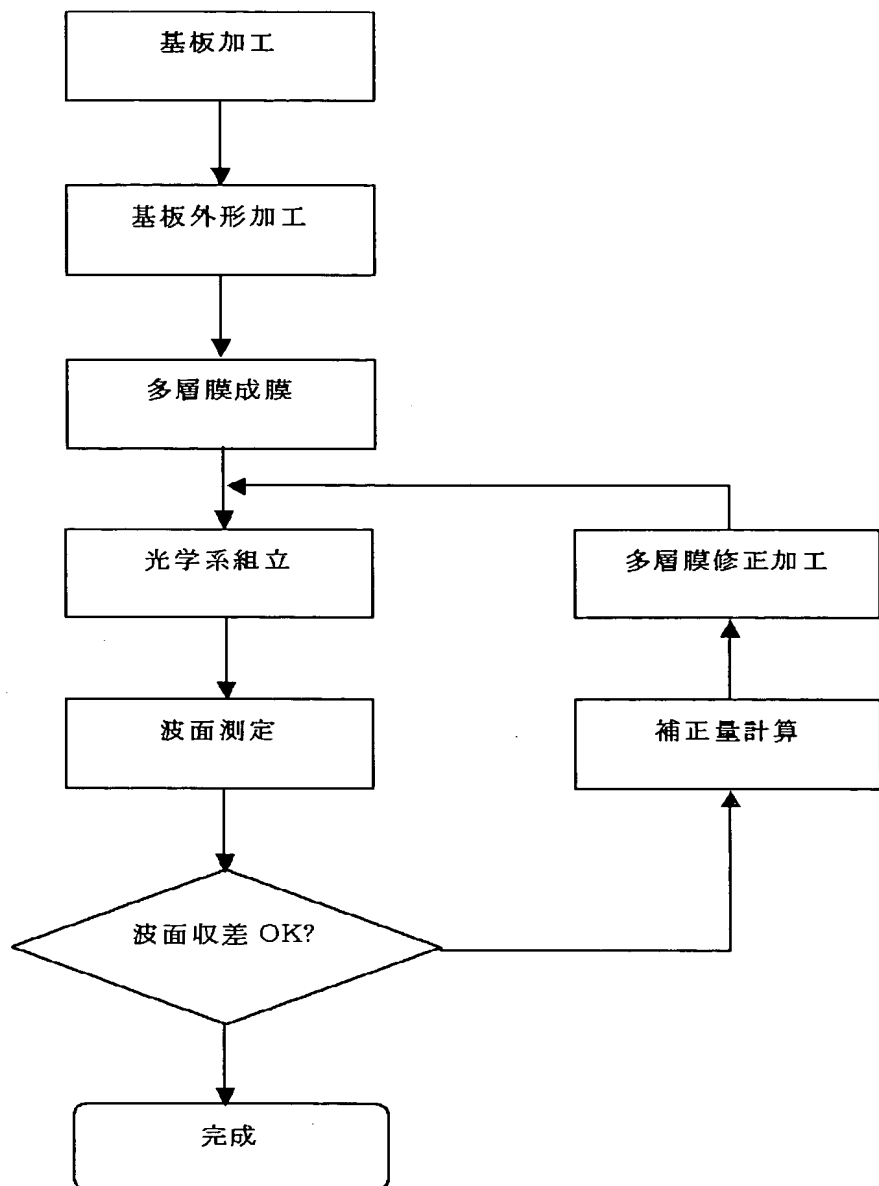 基板加工
基板外形加工
多層膜成膜
光学系組立
波面測定
波面収差 OK?
完成
多層膜修正加工
補正量計算